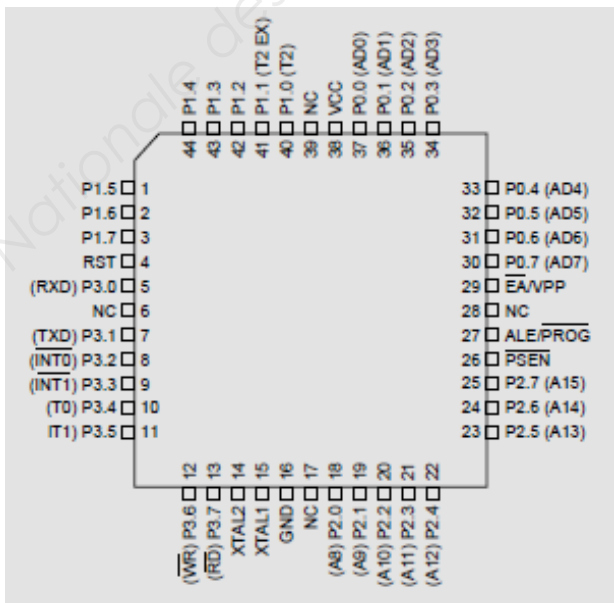 Nationale des
44 P1.4
43 P1.3
42 P1.2
41 P1.1 (T2 EX)
40 P1.0 (T2)
39 NC
38 VCC
37 P0.0 (AD0)
36 P0.1 (AD1)
35 P0.2 (AD2)
34 P0.3 (AD3)
P1.5 1
P1.6 2
P1.7 3
RST 4
(RXD) P3.0 5
NC 6
(TXD) P3.1 7
(INT0) P3.2 8
(INT1) P3.3 9
(T0) P3.4 10
IT1) P3.5 11
33 P0.4 (AD4)
32 P0.5 (AD5)
31 P0.6 (AD6)
30 P0.7 (AD7)
29 EA/VPP
28 NC
27 ALE/PROG
26 PSEN
25 P2.7 (A15)
24 P2.6 (A14)
23 P2.5 (A13)
(WR) P3.6 12
(RD) P3.7 13
XTAL2 14
XTAL1 15
GND 16
NC 17
(A8) P2.0 18
(A9) P2.1 19
(A10) P2.2 20
(A11) P2.3 21
(A12) P2.4 22